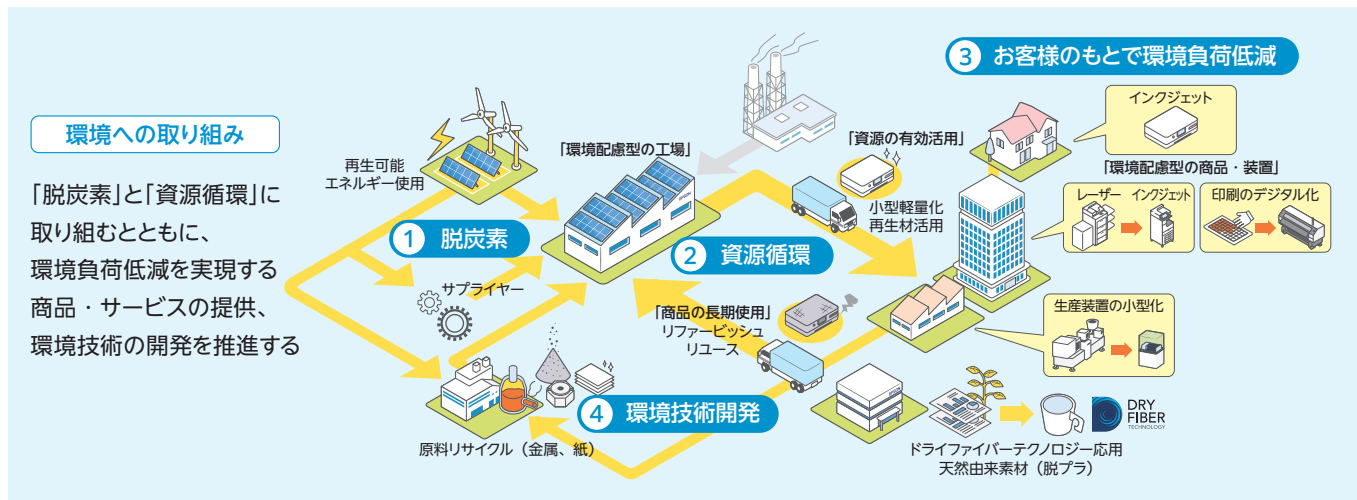 環境への取り組み
「脱炭素」と「資源循環」に
取り組むとともに、
環境負荷低減を実現する
商品・サービスの提供、
環境技術の開発を推進する
再生可能
エネルギー使用
1 脱炭素
サプライヤー
「環境配慮型の工場」
EPSON
2 資源循環
「資源の有効活用」
小型軽量化
再生材活用
「商品の長期使用」
リファービッシュ
リユース
3 お客様のもとで環境負荷低減
インクジェット
「環境配慮型の商品・装置」
レーザー
インクジェット
印刷のデジタル化
生産装置の小型化
4 環境技術開発
原料リサイクル（金属、紙）
DRY
FIBER
TECHNOLOGY
ドライファイバーテクノロジー応用
天然由来素材（脱プラ）